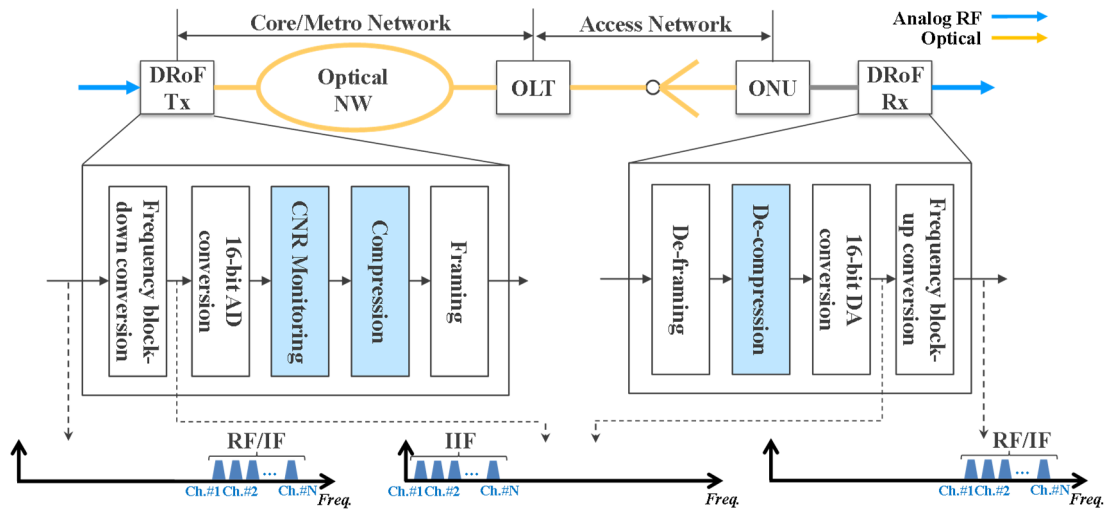 Core/Metro Network
Access Network
Analog RF
Optical
DRoF
Tx
Optical
NW
OLT
ONU
DRoF
Rx
Frequency block-
down conversion
16-bit AD
conversion
CNR Monitoring
Compression
Framing
De-framing
De-compression
16-bit DA
conversion
Frequency block-
up conversion
RF/IF
...
Ch.#1
Ch.#2
Ch.#N
Freq.
IIF
...
Ch.#1
Ch.#2
Ch.#N
Freq.
RF/IF
...
Ch.#1
Ch.#2
Ch.#N
Freq.